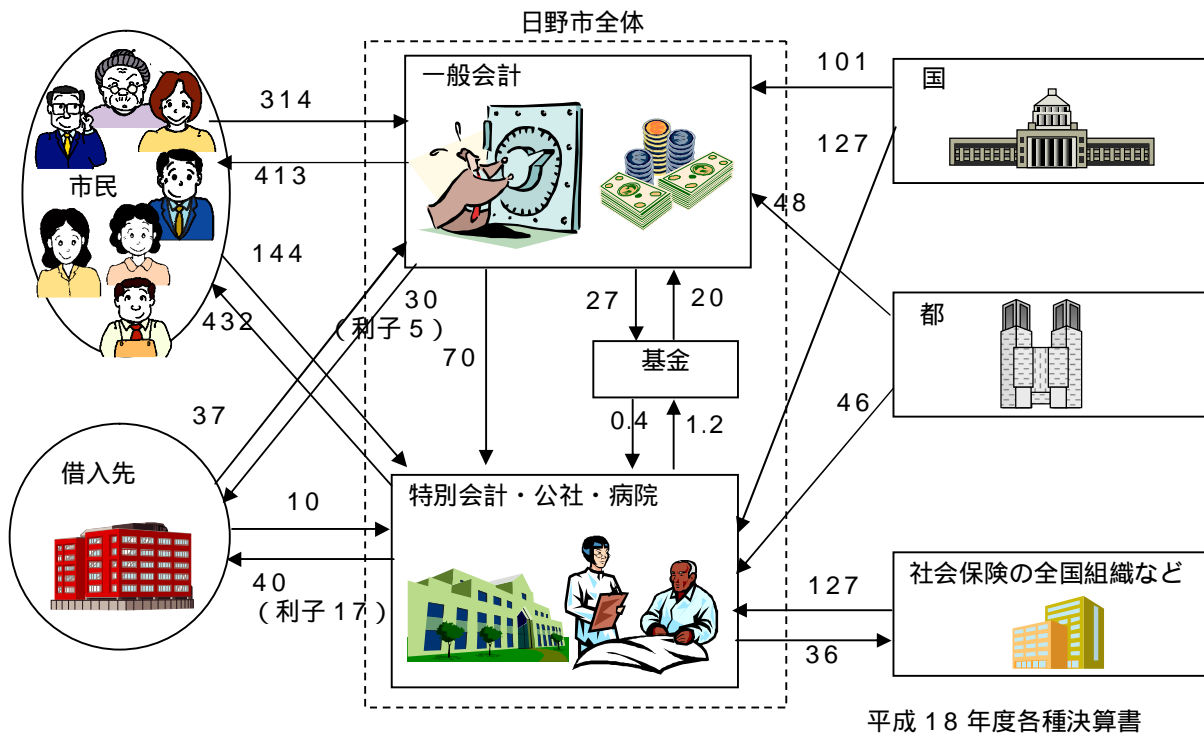 日野市全体
一般会計
101
国
314
127
市民
413
48
144
30
（利子５）
27
20
都
432
70
基金
37
0.4
1.2
46
借入先
10
特別会計・公社・病院
社会保険の全国組織など
40
（利子１７）
127
36
平成１８年度各種決算書